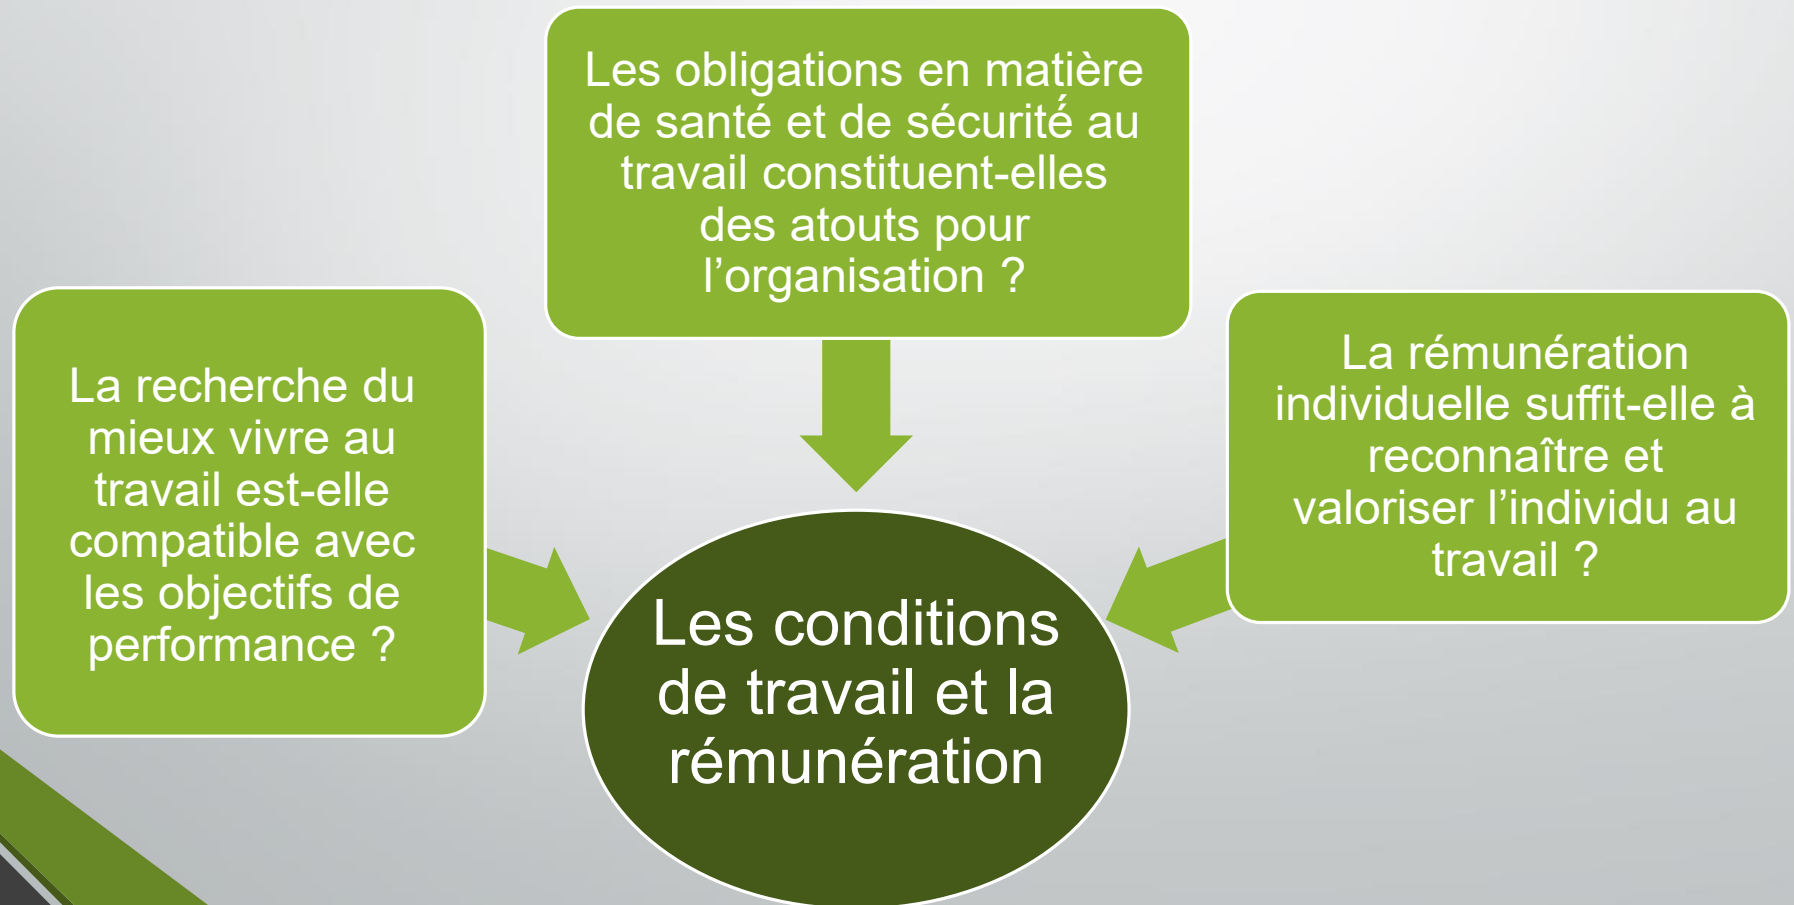 Les obligations en matière
de santé et de sécurité́ au
travail constituent-elles
des atouts pour
l’organisation ?
La recherche du
mieux vivre au
travail est-elle
compatible avec
les objectifs de
performance ?
La rémunération
individuelle suffit-elle à
reconnaître et
valoriser l’individu au
travail ?
Les conditions
de travail et la
rémunération